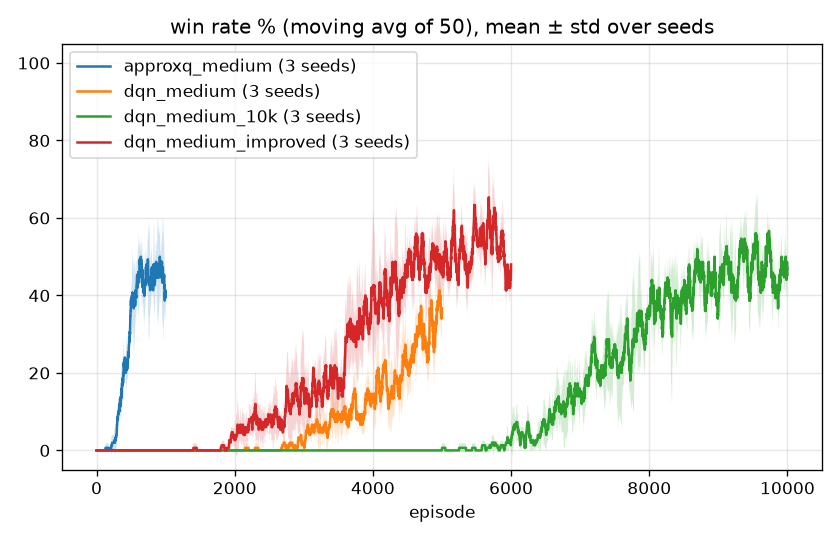 win rate % (moving avg of 50), mean ± std over seeds
approxq_medium (3 seeds)
dqn_medium (3 seeds)
dqn_medium_10k (3 seeds)
dqn_medium_improved (3 seeds)
100
80
60
40
20
0
0 2000 4000 6000 8000 10000
episode